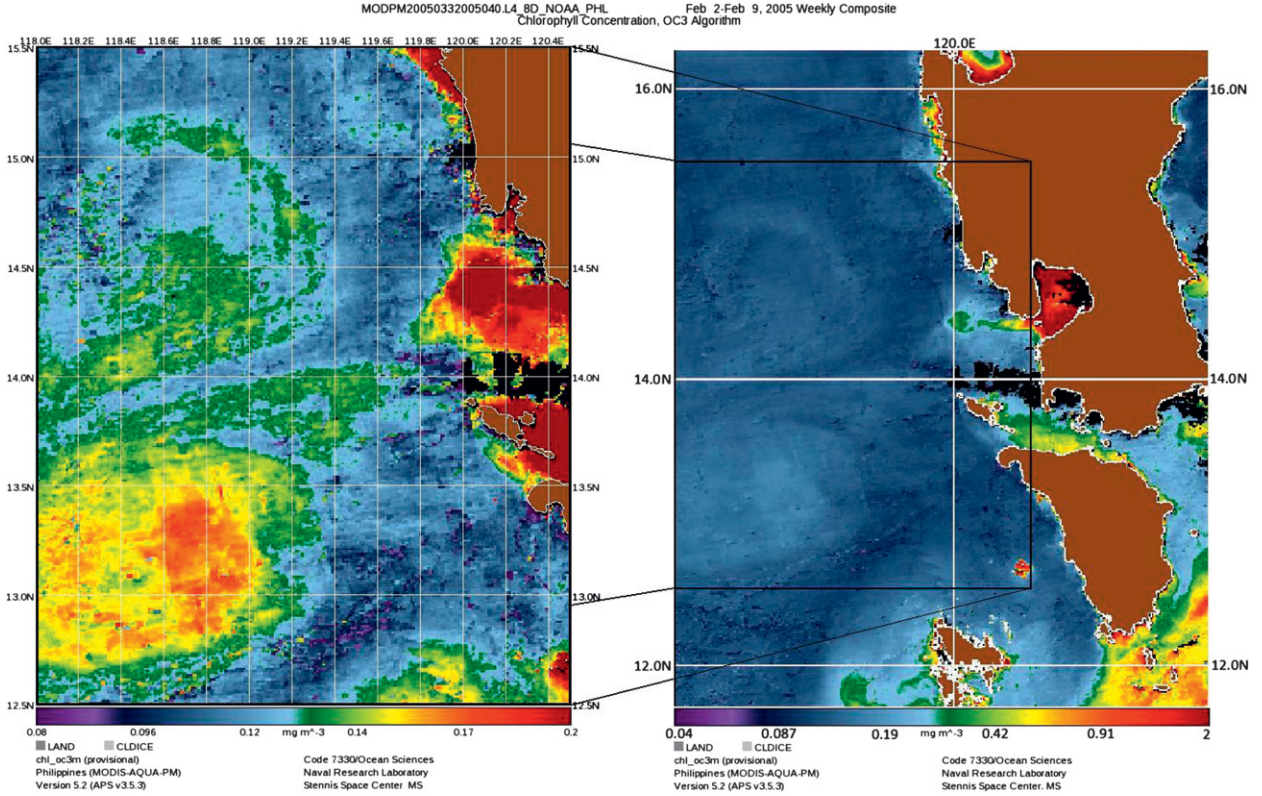 MODPM20050332005040.L4_8D_NOAA_PHL Feb 2-Feb 9, 2005 Weekly Composite
Chlorophyll Concentration, OC3 Algorithm
118.0E 118.2E 118.4E 118.6E 118.8E 119.0E 119.2E 119.4E 119.6E 119.8E 120.0E 120.2E 120.4E
120.0E
15.5N 15.5N
16.0N 16.0N
15.0N 15.0N
14.5N 14.5N
14.0N 14.0N
14.0N 14.0N
13.5N 13.5N
13.0N 13.0N
12.0N 12.0N
12.5N 12.5N
0.08 0.096 0.12 mg m^-3 0.14 0.17 0.2
LAND CLDICE
chl_oc3m (provisional) Code 7330/Ocean Sciences
Philippines (MODIS-AQUA-PM) Naval Research Laboratory
Version 5.2 (APS v3.5.3) Stennis Space Center MS
0.04 0.087 0.19 mg m^-3 0.42 0.91 2
LAND CLDICE
chl_oc3m (provisional) Code 7330/Ocean Sciences
Philippines (MODIS-AQUA-PM) Naval Research Laboratory
Version 5.2 (APS v3.5.3) Stennis Space Center. MS